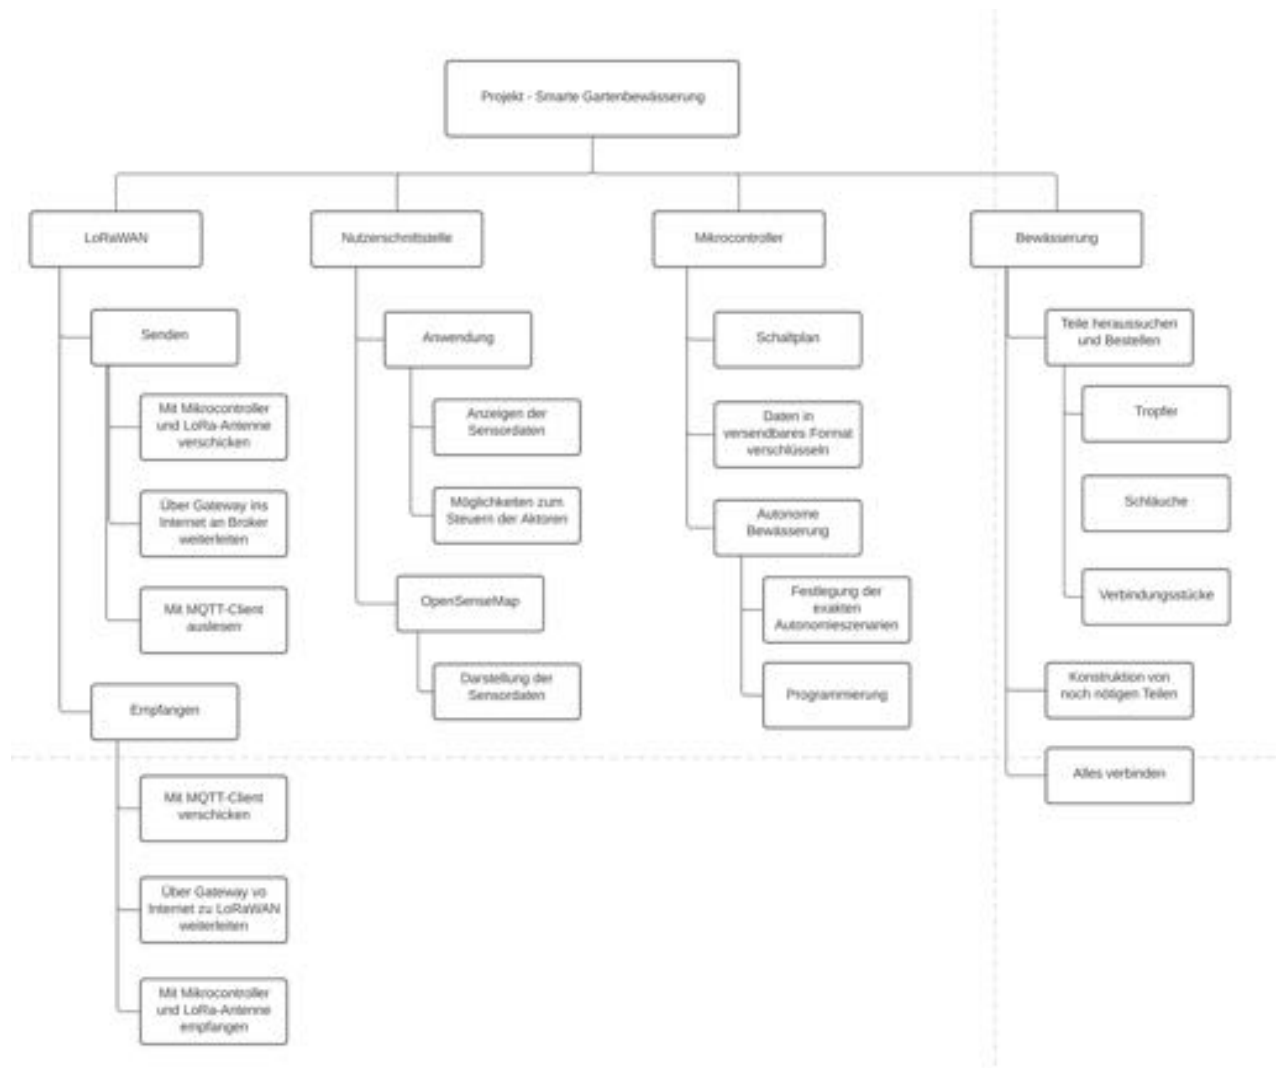 Projekt - Smarte Gartenbewässerung
LoRaWAN
Nutzerschnittstelle
Mikrocontroller
Bewässerung
Senden
Mit Mikrocontroller
und LoRa-Antenne
verschicken
Über Gateway ins
Internet an Broker
weiterleiten
Mit MQTT-Client
auslesen
Empfangen
Mit MQTT-Client
verschicken
Über Gateway vo
Internet zu LoRaWAN
weiterleiten
Mit Mikrocontroller
und LoRa-Antenne
empfangen
Anwendung
Anzeigen der
Sensordaten
Möglichkeiten zum
Steuern der Aktoren
OpenSenseMap
Darstellung der
Sensordaten
Schaltplan
Daten in
versendbares Format
verschlüsseln
Autonome
Bewässerung
Festlegung der
exakten
Autonomieszenarien
Programmierung
Teile heraussuchen
und Bestellen
Tropfer
Schläuche
Verbindungsstücke
Konstruktion von
noch nötigen Teilen
Alles verbinden